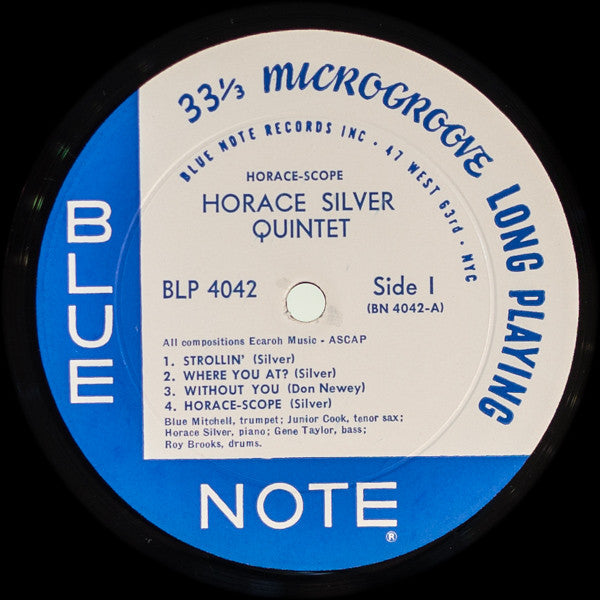 33⅓ MICROGROOVE LONG PLAYING
BLUE NOTE RECORDS INC · 47 WEST 63rd · NYC
HORACE-SCOPE
HORACE SILVER
QUINTET
BLP 4042
Side 1
(BN 4042-A)
All compositions Ecaroh Music - ASCAP
1. STROLLIN' (Silver)
2. WHERE YOU AT? (Silver)
3. WITHOUT YOU (Don Newey)
4. HORACE-SCOPE (Silver)
Blue Mitchell, trumpet; Junior Cook, tenor sax;
Horace Silver, piano; Gene Taylor, bass;
Roy Brooks, drums.
BLUE
NOTE®